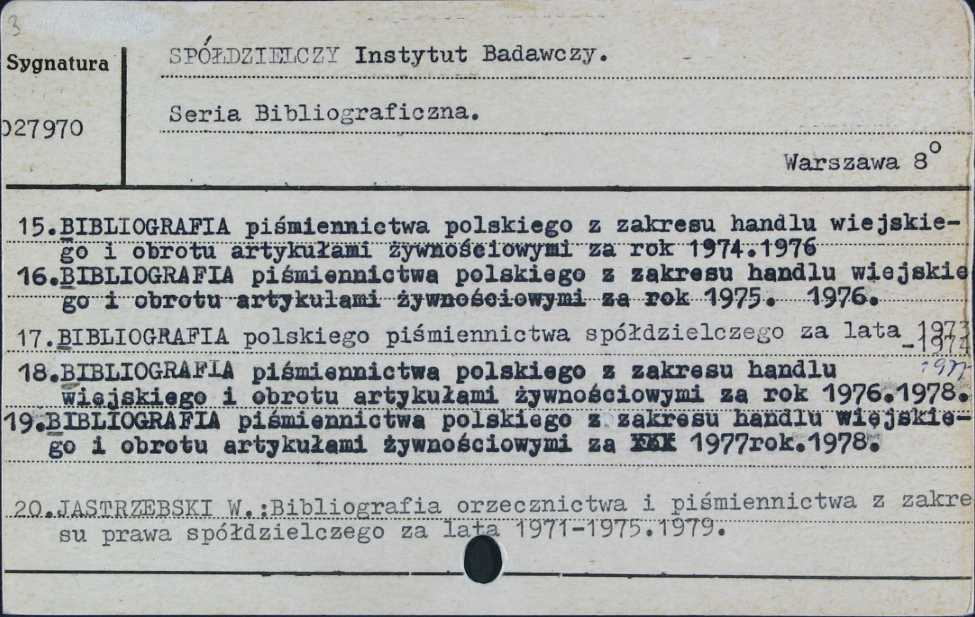 3
Sygnatura
SPÓŁDZIELCZY Instytut Badawczy.
027970
Seria Bibliograficzna.
Warszawa 8°
15.BIBLIOGRAFIA piśmiennictwa polskiego z zakresu handlu wiejskie-
go i obrotu artykułami żywnościowymi za rok 1974.1976
16.BIBLIOGRAFIA piśmiennictwa polskiego z zakresu handlu wiejskie
go i obrotu artykułami żywnościowymi za rok 1975. 1976.
17.BIBLIOGRAFIA polskiego piśmiennictwa spółdzielczego za lata 1973
-1974
18.BIBLIOGRAFIA piśmiennictwa polskiego z zakresu handlu
wiejskiego i obrotu artykułami żywnościowymi za rok 1976.1978.
19.BIBLIOGRAFIA piśmiennictwa polskiego z zakresu handlu wiejskie-
go i obrotu artykułami żywnościowymi za 1977rok.1978.
20.JASTRZEBSKI W.:Bibliografia orzecznictwa i piśmiennictwa z zakre
su prawa spółdzielczego za lata 1971-1975.1979.